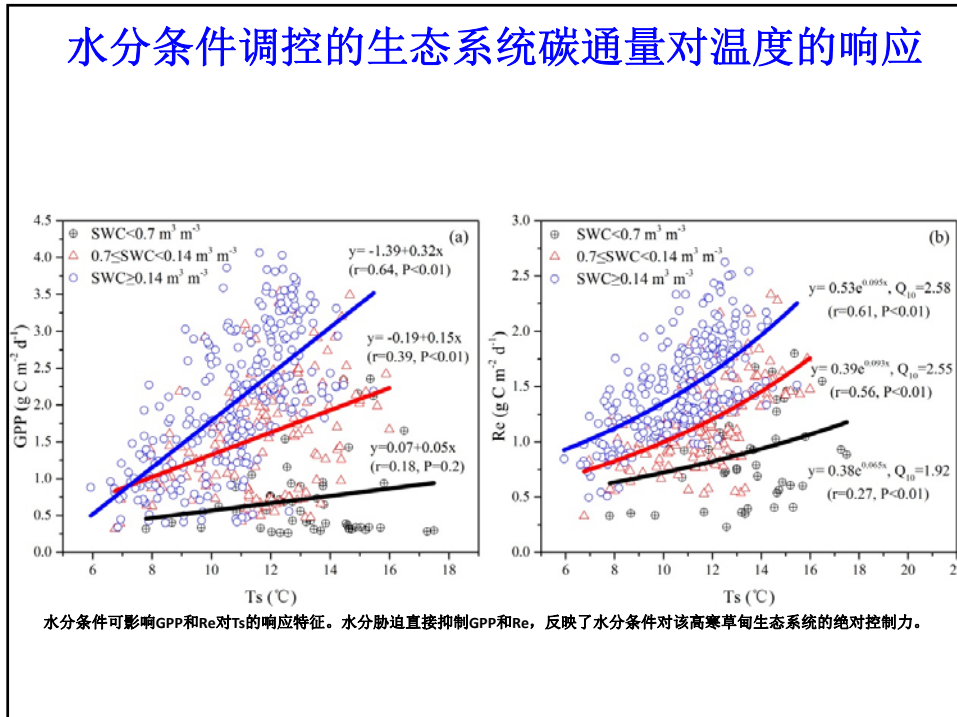 水分条件调控的生态系统碳通量对温度的响应
4.5
4.0
3.5
3.0
2.5
2.0
1.5
1.0
0.5
0.0
GPP (g C m⁻² d⁻¹)
SWC<0.7 m³ m⁻³
0.7≤SWC<0.14 m³ m⁻³
SWC≥0.14 m³ m⁻³
(a)
y= -1.39+0.32x
(r=0.64, P<0.01)
y= -0.19+0.15x
(r=0.39, P<0.01)
y=0.07+0.05x
(r=0.18, P=0.2)
6 8 10 12 14 16 18
Ts (℃)
3.0
2.5
2.0
1.5
1.0
0.5
0.0
Re (g C m⁻² d⁻¹)
SWC<0.7 m³ m⁻³
0.7≤SWC<0.14 m³ m⁻³
SWC≥0.14 m³ m⁻³
(b)
y= 0.53e^0.095x, Q₁₀=2.58
(r=0.61, P<0.01)
y= 0.39e^0.093x, Q₁₀=2.55
(r=0.56, P<0.01)
y= 0.38e^0.065x, Q₁₀=1.92
(r=0.27, P<0.01)
6 8 10 12 14 16 18 20
Ts (℃)
水分条件可影响GPP和Re对Ts的响应特征。水分胁迫直接抑制GPP和Re，反映了水分条件对该高寒草甸生态系统的绝对控制力。